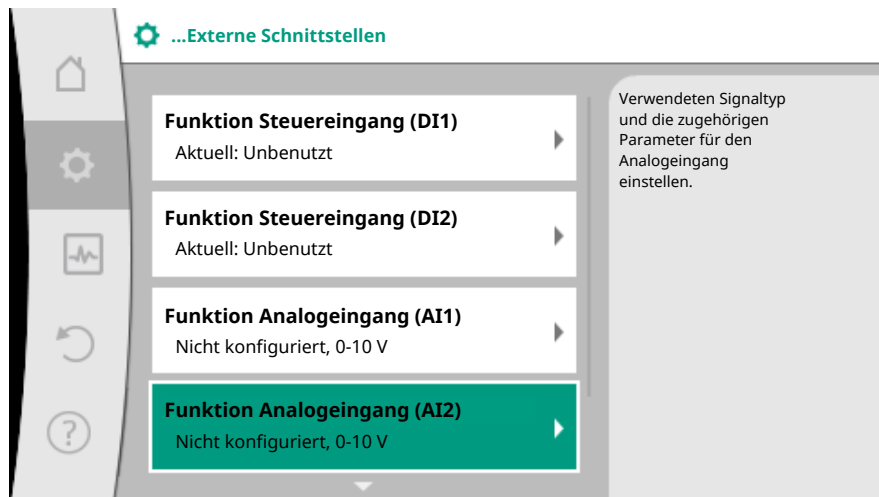 ...Externe Schnittstellen
Funktion Steuereingang (DI1)
Aktuell: Unbenutzt
Funktion Steuereingang (DI2)
Aktuell: Unbenutzt
Funktion Analogeingang (AI1)
Nicht konfiguriert, 0-10 V
Funktion Analogeingang (AI2)
Nicht konfiguriert, 0-10 V
Verwendeten Signaltyp
und die zugehörigen
Parameter für den
Analogeingang
einstellen.
?